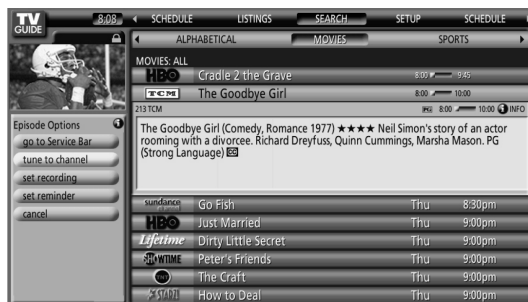 TV GUIDE
8:08
SCHEDULE LISTINGS SEARCH SETUP SCHEDULE
ALPHABETICAL MOVIES SPORTS
MOVIES: ALL
HBO Cradle 2 the Grave 8:00 9:45
TCM The Goodbye Girl 8:00 10:00
213 TCM PG 8:00 10:00 i INFO
The Goodbye Girl (Comedy, Romance 1977) ★★★★ Neil Simon's story of an actor
rooming with a divorcee. Richard Dreyfuss, Quinn Cummings, Marsha Mason. PG
(Strong Language) CC
Episode Options i
go to Service Bar
tune to channel
set recording
set reminder
cancel
sundance Go Fish Thu 8:30pm
HBO Just Married Thu 9:00pm
Lifetime Dirty Little Secret Thu 9:00pm
SHOWTIME Peter's Friends Thu 9:00pm
TNT The Craft Thu 9:00pm
STARZ! How to Deal Thu 9:00pm